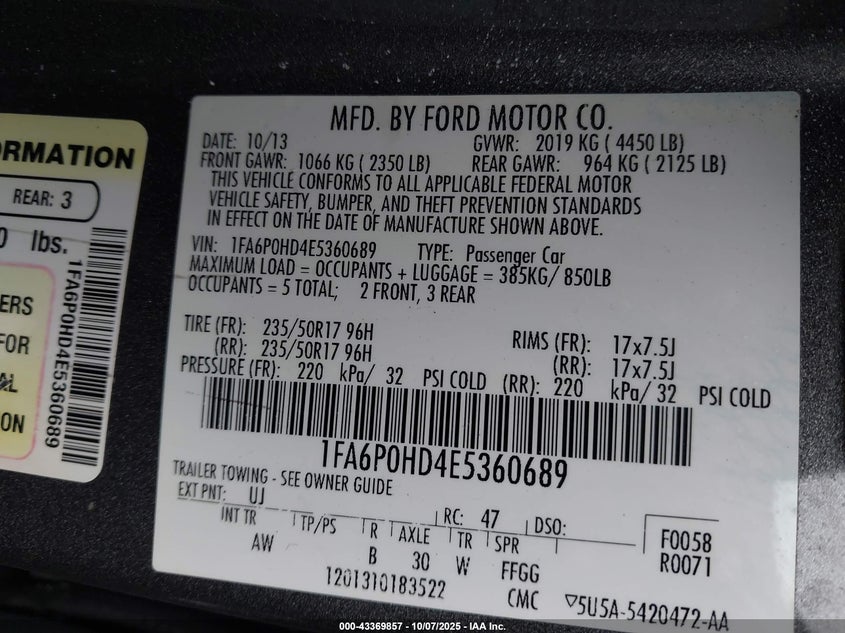 ORMATION
REAR: 3
0 lbs.
ERS
FOR
AL
ION
1FA6P0HD4E5360689
MFD. BY FORD MOTOR CO.
DATE: 10/13 GVWR: 2019 KG ( 4450 LB)
FRONT GAWR: 1066 KG ( 2350 LB) REAR GAWR: 964 KG ( 2125 LB)
THIS VEHICLE CONFORMS TO ALL APPLICABLE FEDERAL MOTOR
VEHICLE SAFETY, BUMPER, AND THEFT PREVENTION STANDARDS
IN EFFECT ON THE DATE OF MANUFACTURE SHOWN ABOVE.
VIN: 1FA6P0HD4E5360689 TYPE: Passenger Car
MAXIMUM LOAD = OCCUPANTS + LUGGAGE = 385KG/ 850LB
OCCUPANTS = 5 TOTAL; 2 FRONT, 3 REAR
TIRE (FR): 235/50R17 96H RIMS (FR): 17x7.5J
(RR): 235/50R17 96H (RR): 17x7.5J
PRESSURE (FR): 220 kPa/ 32 PSI COLD (RR): 220 kPa/ 32 PSI COLD
1FA6P0HD4E5360689
TRAILER TOWING - SEE OWNER GUIDE
EXT PNT: UJ RC: 47 DSO: F0058
INT TR TP/PS R AXLE TR SPR R0071
AW B 30 W FFGG
1201310183522 CMC ▽5U5A-5420472-AA
000-43369857 - 10/07/2025 - IAA Inc.